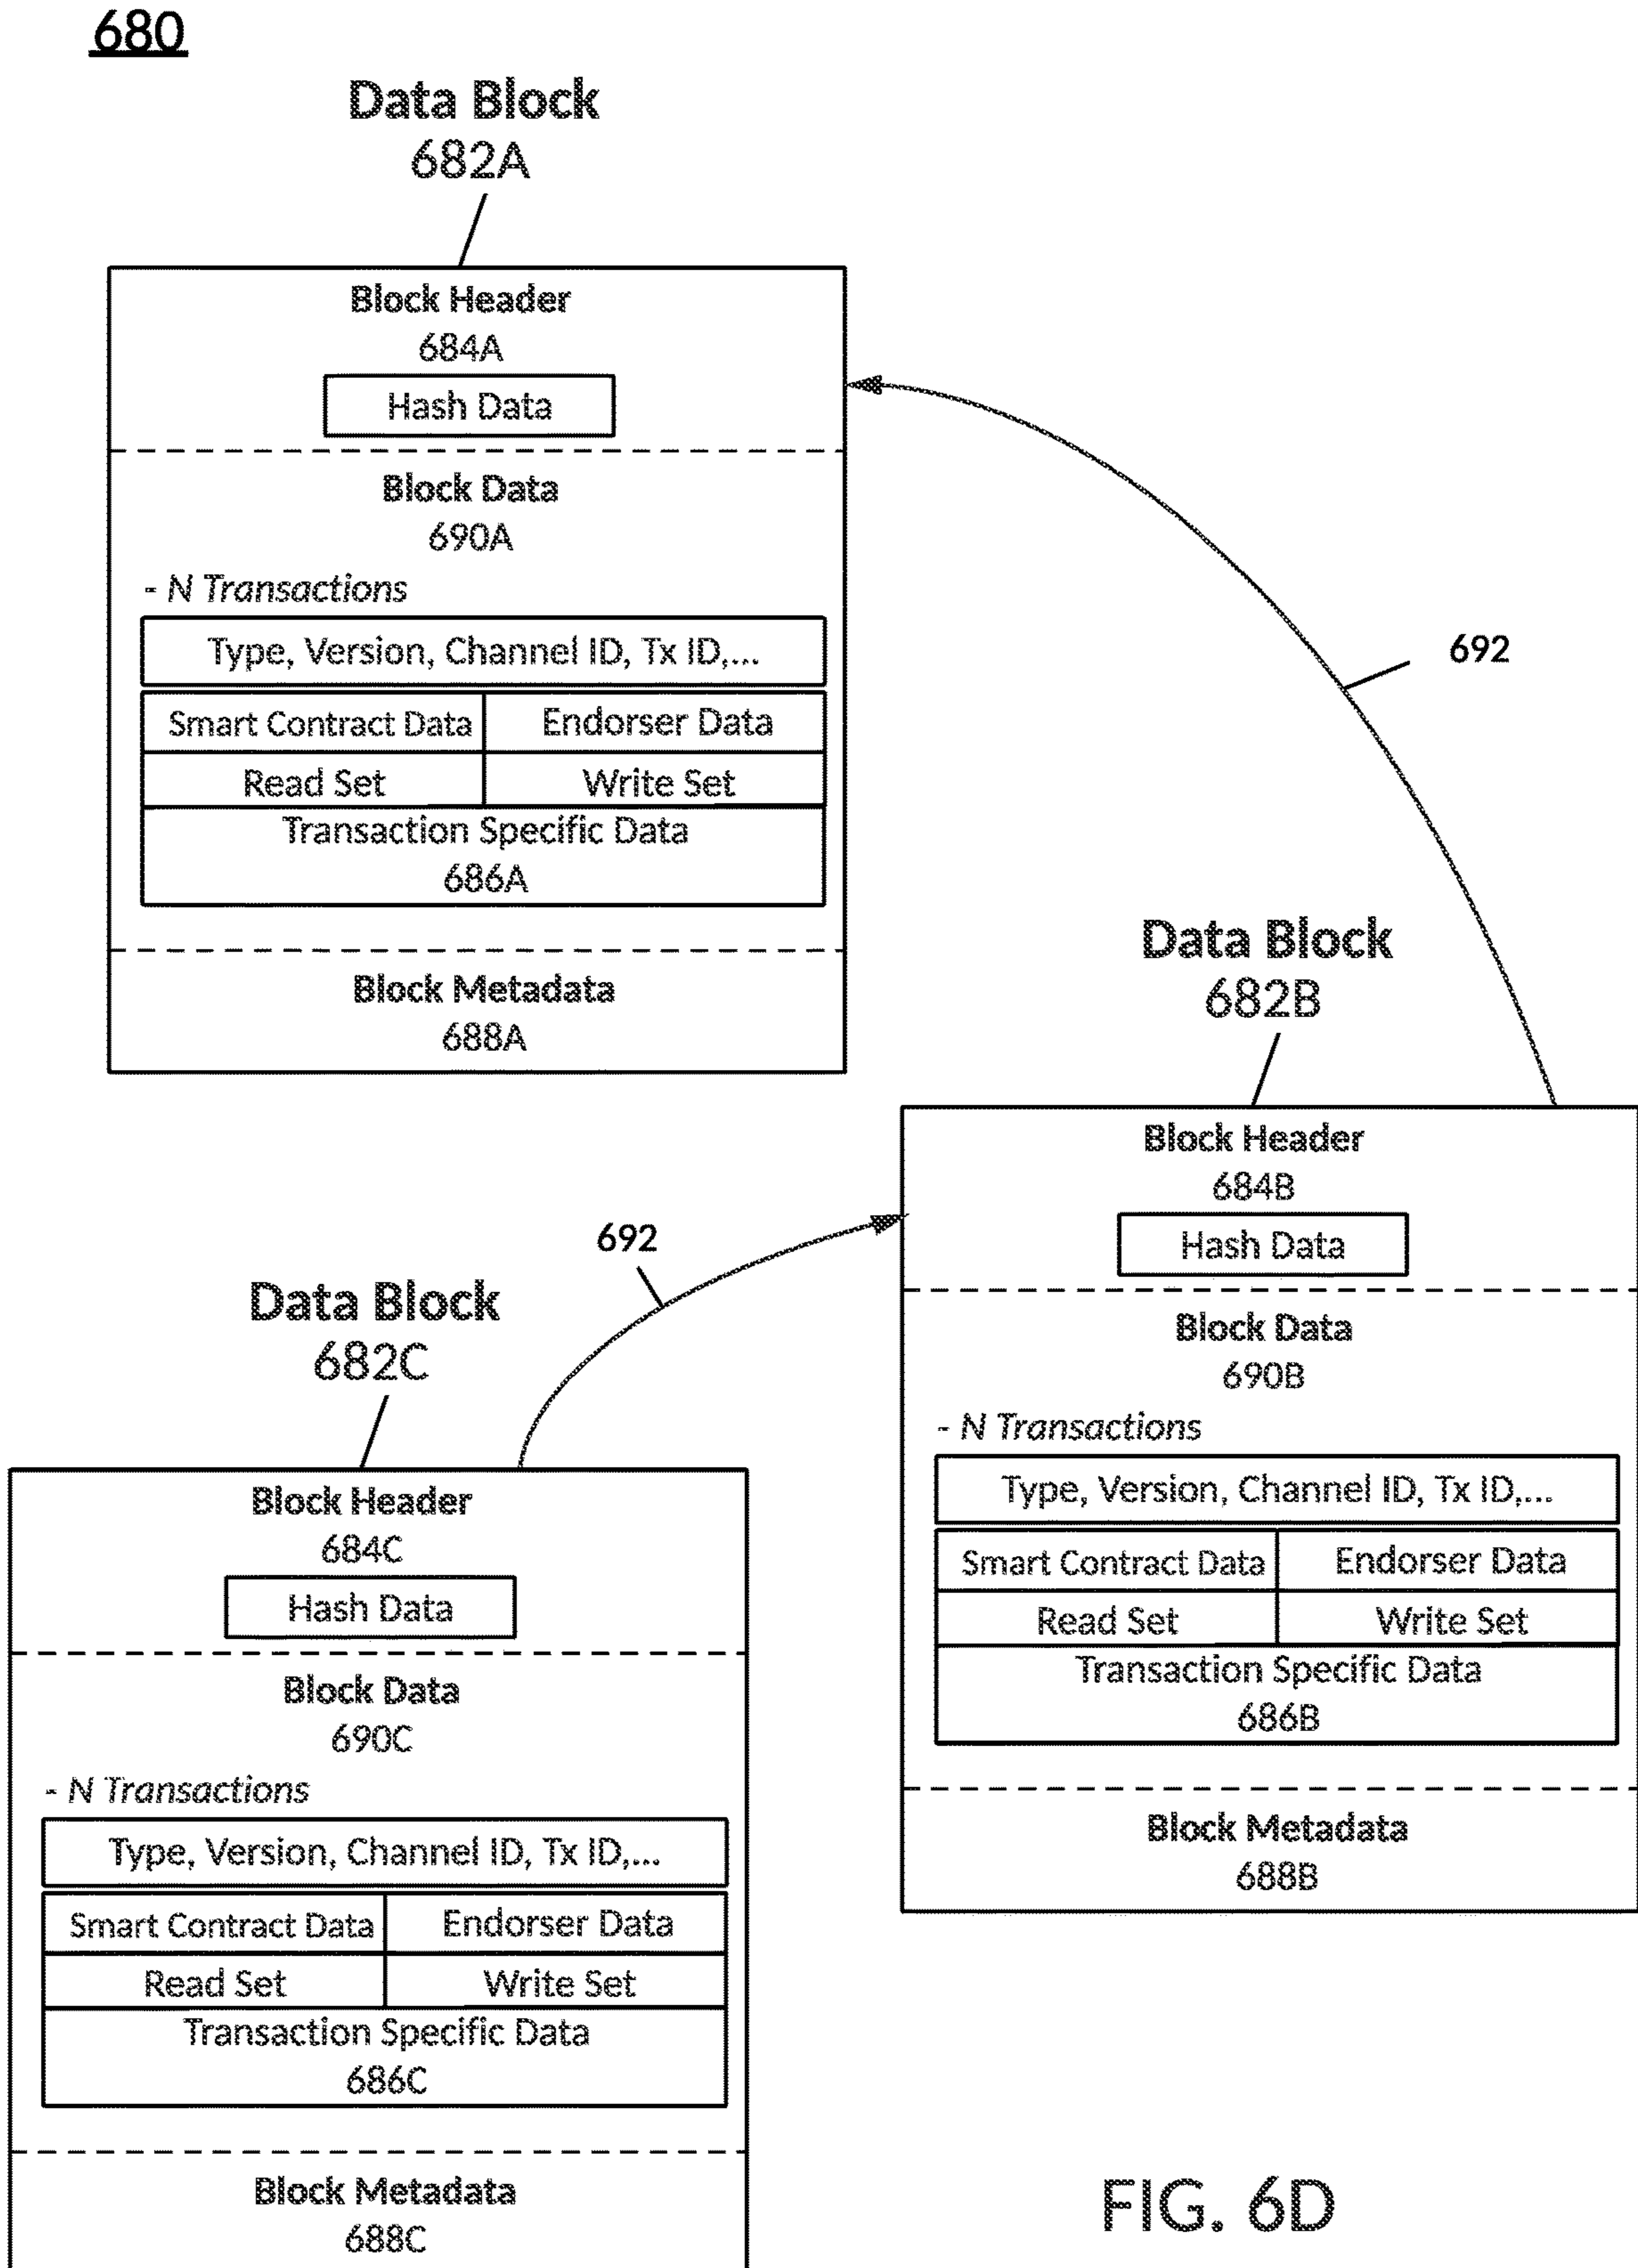 680
Data Block
682A
Block Header
684A
Hash Data
Block Data
690A
- N Transactions
Type, Version, Channel ID, Tx ID,...
Smart Contract Data Endorser Data
Read Set Write Set
Transaction Specific Data
686A
Block Metadata
688A
692
Data Block
682B
Block Header
684B
Hash Data
Block Data
690B
- N Transactions
Type, Version, Channel ID, Tx ID,...
Smart Contract Data Endorser Data
Read Set Write Set
Transaction Specific Data
686B
Block Metadata
688B
692
Data Block
682C
Block Header
684C
Hash Data
Block Data
690C
- N Transactions
Type, Version, Channel ID, Tx ID,...
Smart Contract Data Endorser Data
Read Set Write Set
Transaction Specific Data
686C
Block Metadata
688C
FIG. 6D